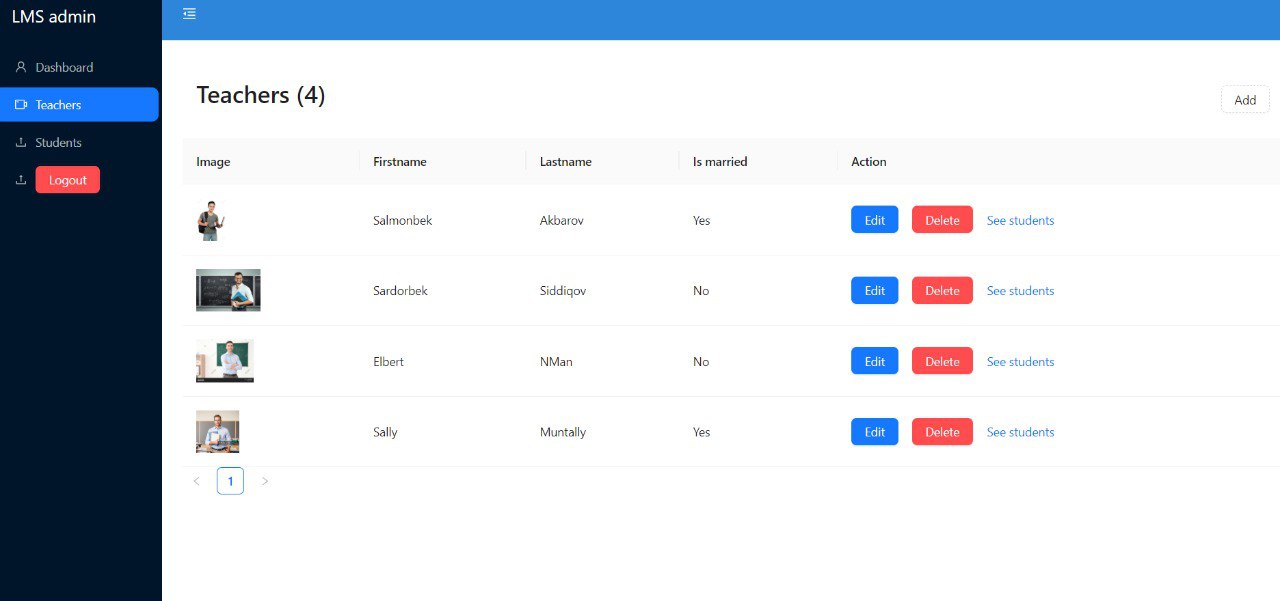 LMS admin
Dashboard
Teachers
Students
Logout
Teachers (4)
Add
Image Firstname Lastname Is married Action
Salmonbek Akbarov Yes Edit Delete See students
Sardorbek Siddiqov No Edit Delete See students
Elbert NMan No Edit Delete See students
Sally Muntally Yes Edit Delete See students
1